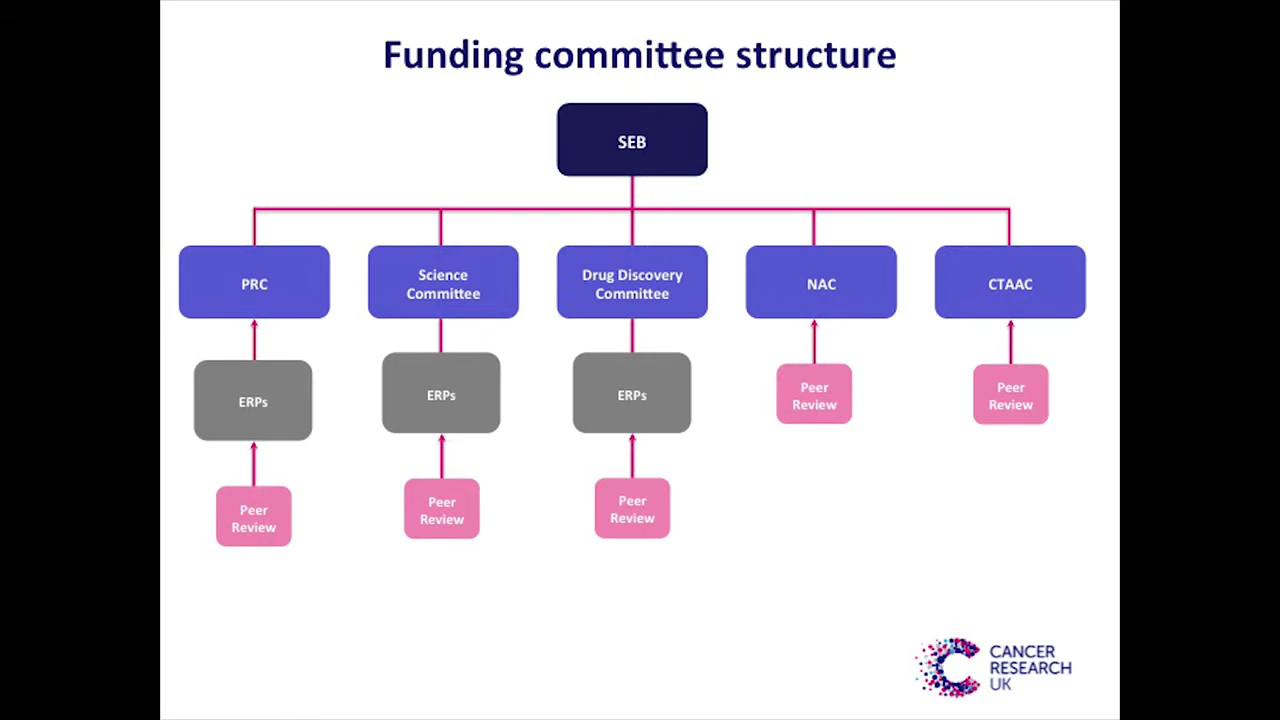 Funding committee structure
SEB
PRC
Science
Committee
Drug Discovery
Committee
NAC
CTAAC
ERPs
ERPs
ERPs
Peer
Review
Peer
Review
Peer
Review
Peer
Review
Peer
Review
CANCER
RESEARCH
UK